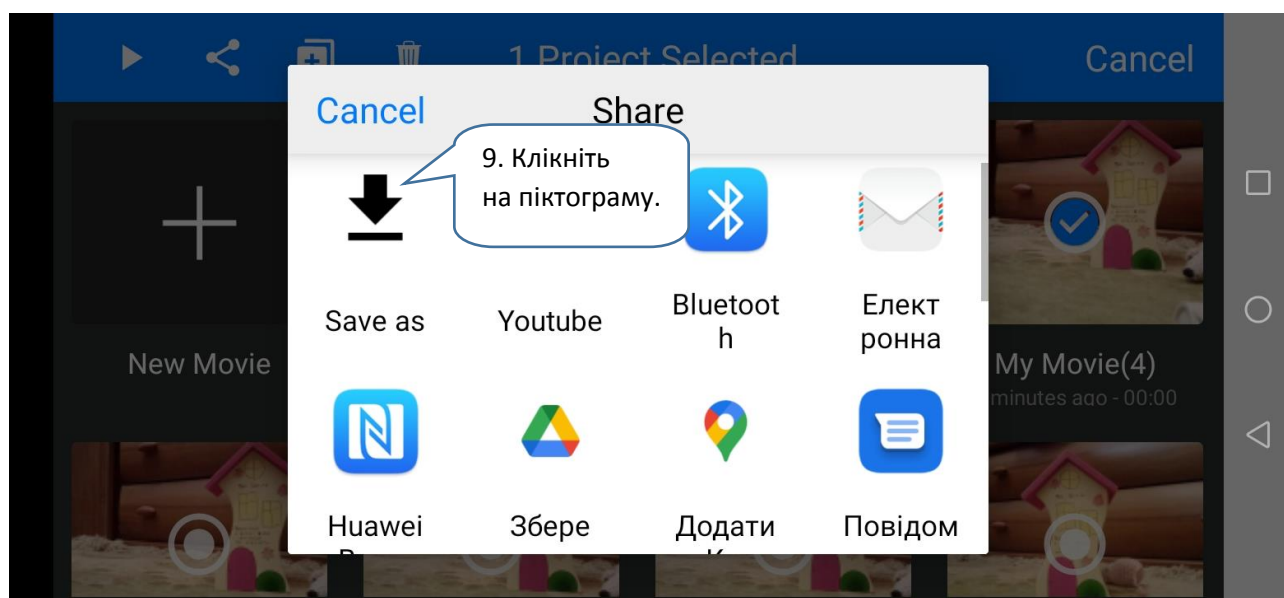 1 Project Selected
Cancel
Cancel
Share
9. Клікніть
на піктограму.
Save as
Youtube
Bluetoot
h
Елект
ронна
New Movie
My Movie(4)
minutes ago - 00:00
Huawei
Збере
Додати
Повідом